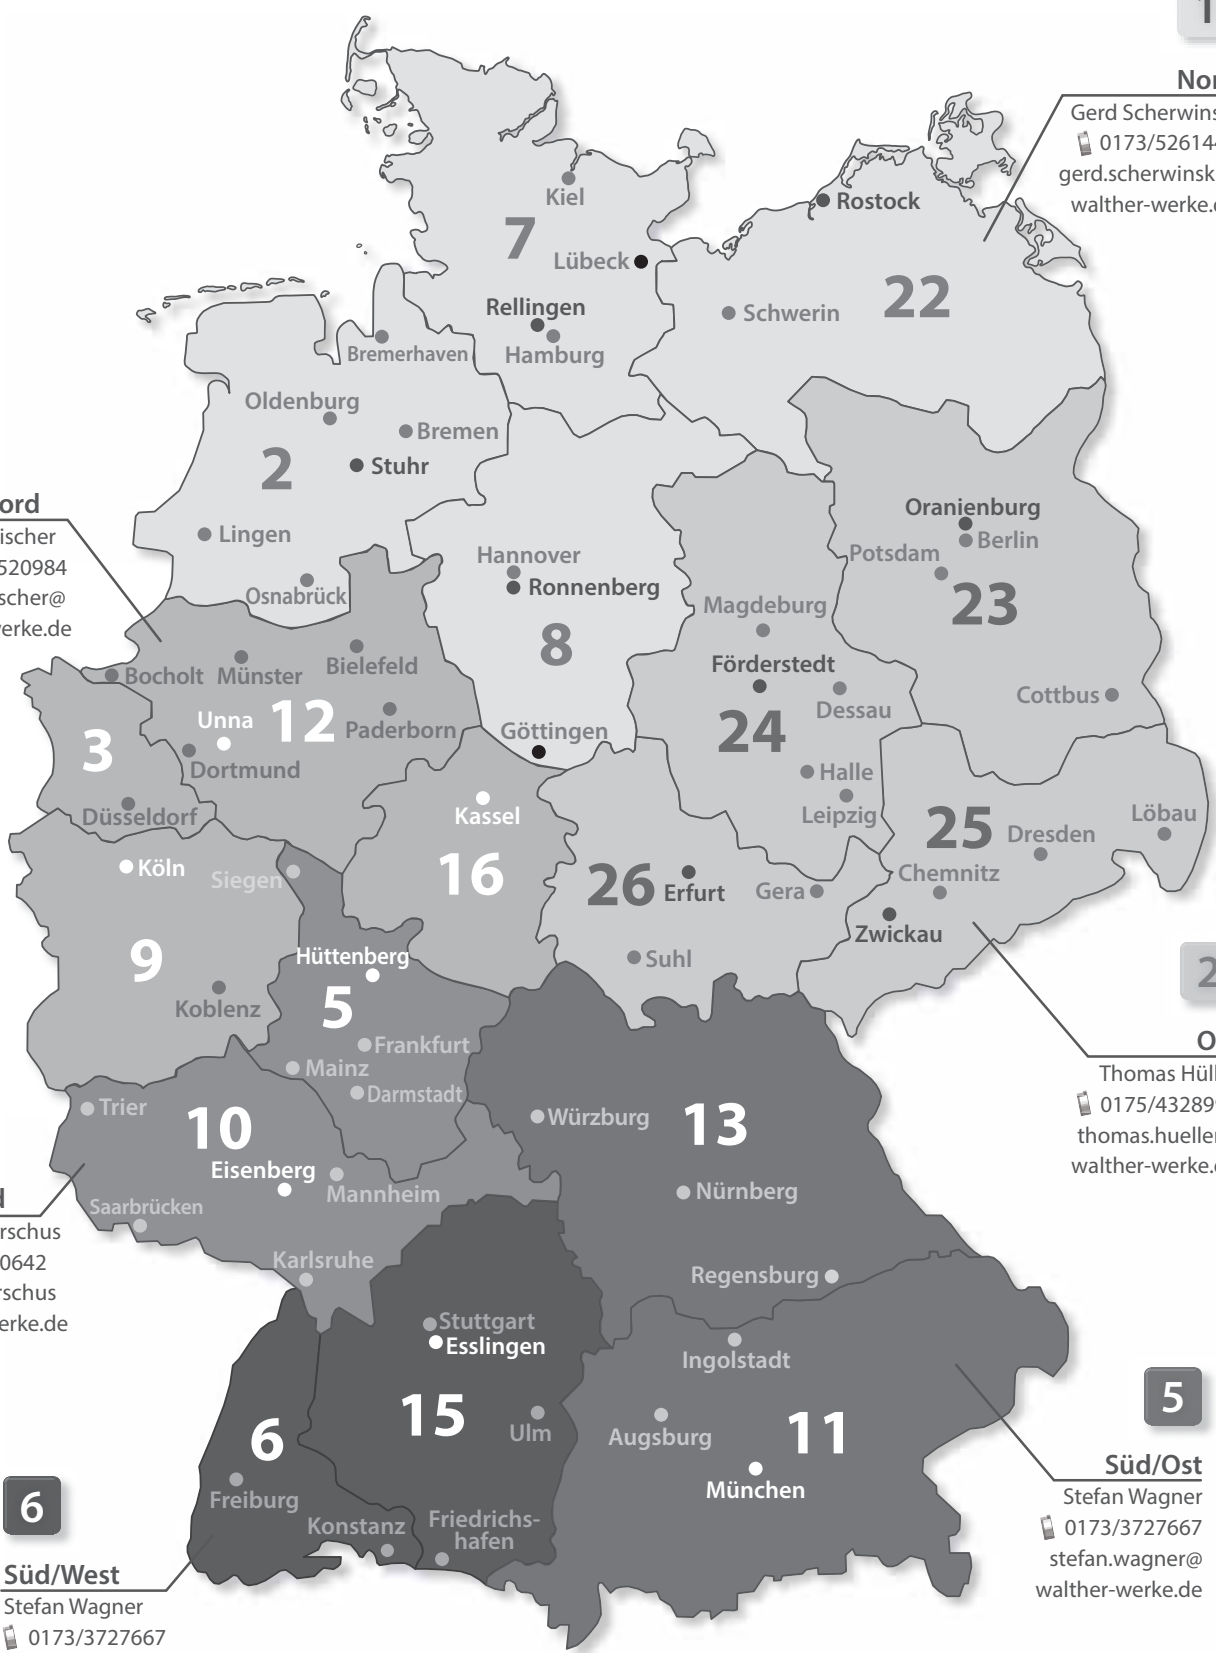 1
Nor
Gerd Scherwins
0173/52614
gerd.scherwinsk
walther-werke.
Kiel
7
Lübeck
Rostock
22
Schwerin
Rellingen
Hamburg
Bremerhaven
Oldenburg
Bremen
2
Stuhr
Lingen
Osnabrück
ord
ischer
520984
scher@
verke.de
Hannover
Ronnenberg
8
Göttingen
Oranienburg
Berlin
Potsdam
23
Cottbus
Magdeburg
Förderstedt
Dessau
24
Halle
Leipzig
Bocholt
Münster
Bielefeld
Unna
12
Paderborn
Dortmund
3
Düsseldorf
Kassel
16
Köln
Siegen
9
Koblenz
Hüttenberg
5
Frankfurt
Mainz
Darmstadt
26
Erfurt
Gera
Suhl
25
Dresden
Löbau
Chemnitz
Zwickau
2
O
Thomas Hüll
0175/43289
thomas.hueller
walther-werke.
Trier
10
Eisenberg
Mannheim
Saarbrücken
Karlsruhe
d
rschus
0642
rschus
erke.de
Würzburg
13
Nürnberg
Regensburg
Stuttgart
Esslingen
15
Ulm
6
Freiburg
Konstanz
Friedrichs-
hafen
Ingolstadt
Augsburg
11
München
5
Süd/Ost
Stefan Wagner
0173/3727667
stefan.wagner@
walther-werke.de
6
Süd/West
Stefan Wagner
0173/3727667